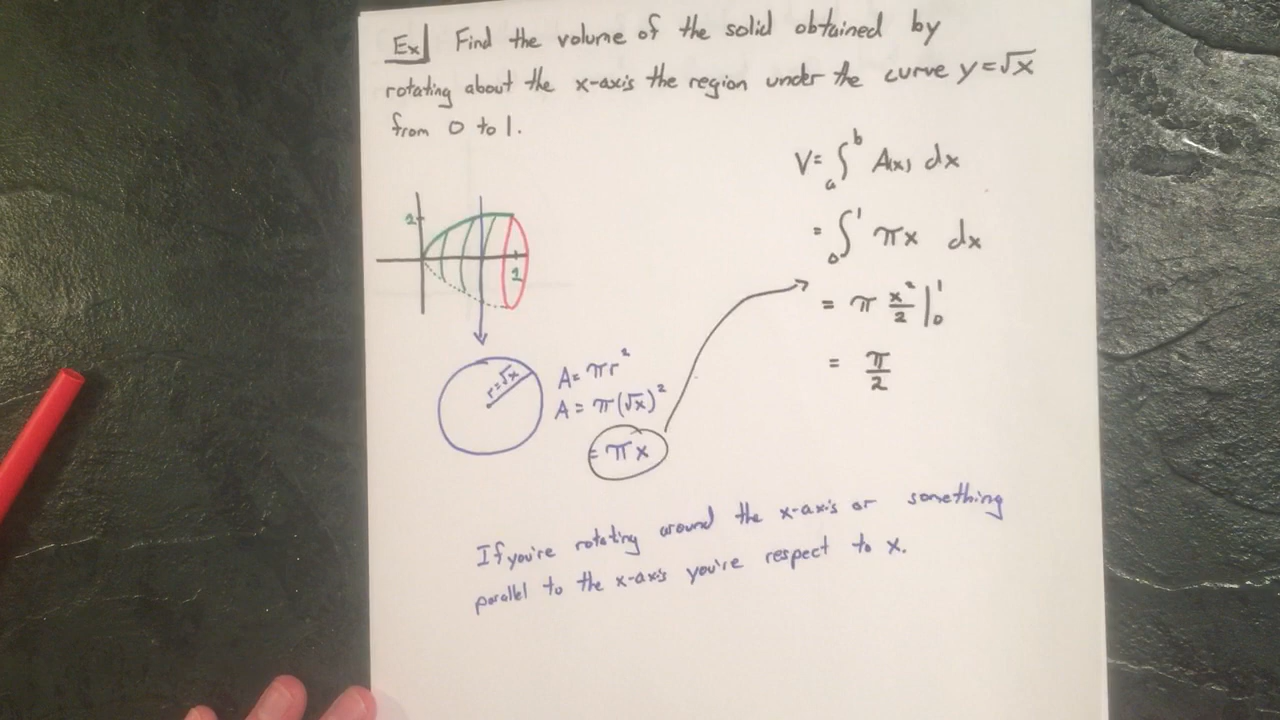 Ex Find the volume of the solid obtained by
rotating about the x-axis the region under the curve y=√x
from 0 to 1.
V= ∫ₐᵇ A(x) dx
= ∫₀¹ πx dx
= π x²/2 |₀¹
= π/2
2
1
r=√x
A= πr²
A= π(√x)²
= πx
If you're rotating around the x-axis or something
parallel to the x-axis you're respect to x.